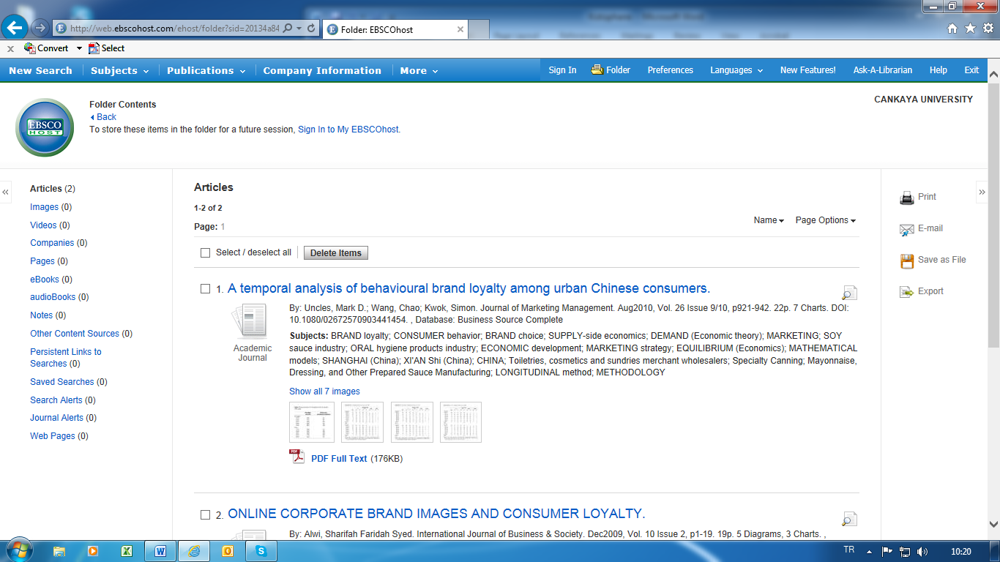 http://web.ebscohost.com/ehost/folder?sid=20134a84
Folder: EBSCOhost
x Convert Select
New Search Subjects Publications Company Information More Sign In Folder Preferences Languages New Features! Ask-A-Librarian Help Exit
EBSCO
HOST
Folder Contents
Back
To store these items in the folder for a future session, Sign In to My EBSCOhost.
CANKAYA UNIVERSITY
Articles (2)
Images (0)
Videos (0)
Companies (0)
Pages (0)
eBooks (0)
audioBooks (0)
Notes (0)
Other Content Sources (0)
Persistent Links to
Searches (0)
Saved Searches (0)
Search Alerts (0)
Journal Alerts (0)
Web Pages (0)
Articles
1-2 of 2
Page: 1
Name Page Options
Select / deselect all Delete Items
1. A temporal analysis of behavioural brand loyalty among urban Chinese consumers.
Academic
Journal
By: Uncles, Mark D.; Wang, Chao; Kwok, Simon. Journal of Marketing Management. Aug2010, Vol. 26 Issue 9/10, p921-942. 22p. 7 Charts. DOI:
10.1080/02672570903441454. , Database: Business Source Complete
Subjects: BRAND loyalty; CONSUMER behavior; BRAND choice; SUPPLY-side economics; DEMAND (Economic theory); MARKETING; SOY
sauce industry; ORAL hygiene products industry; ECONOMIC development; MARKETING strategy; EQUILIBRIUM (Economics); MATHEMATICAL
models; SHANGHAI (China); XI'AN Shi (China); CHINA; Toiletries, cosmetics and sundries merchant wholesalers; Specialty Canning; Mayonnaise,
Dressing, and Other Prepared Sauce Manufacturing; LONGITUDINAL method; METHODOLOGY
Show all 7 images
PDF Full Text (176KB)
2. ONLINE CORPORATE BRAND IMAGES AND CONSUMER LOYALTY.
By: Alwi, Sharifah Faridah Syed. International Journal of Business & Society. Dec2009, Vol. 10 Issue 2, p1-19. 19p. 5 Diagrams, 3 Charts. ,
Print
E-mail
Save as File
Export
TR 10:20